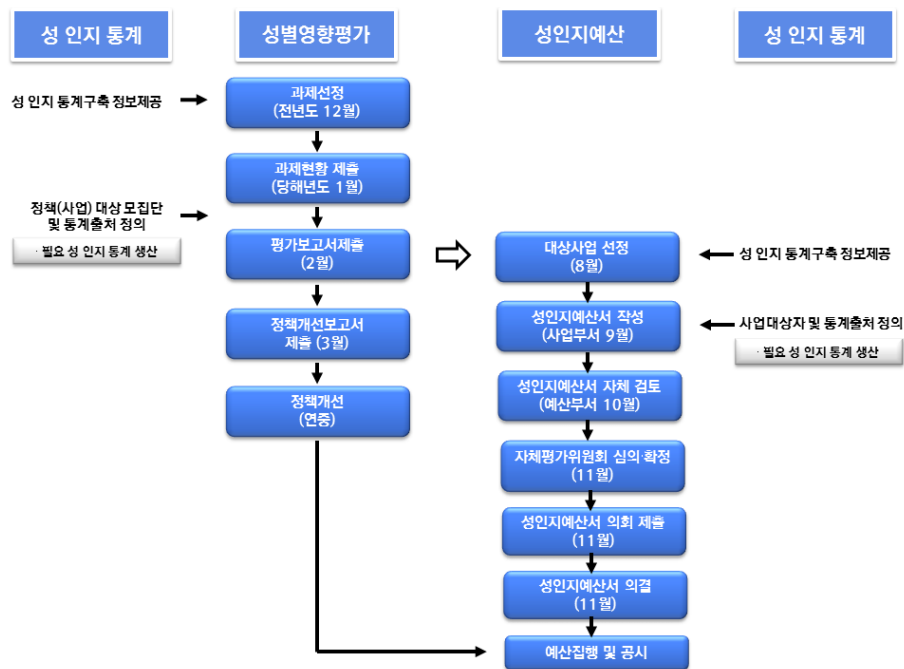 성 인지 통계
성별영향평가
성인지예산
성 인지 통계
성 인지 통계구축 정보제공
과제선정
(전년도 12월)
과제현황 제출
(당해년도 1월)
정책(사업) 대상 모집단
및 통계출처 정의
· 필요 성 인지 통계 생산
평가보고서제출
(2월)
정책개선보고서
제출 (3월)
정책개선
(연중)
대상사업 선정
(8월)
성인지예산서 작성
(사업부서 9월)
성인지예산서 자체 검토
(예산부서 10월)
자체평가위원회 심의·확정
(11월)
성인지예산서 의회 제출
(11월)
성인지예산서 의결
(11월)
예산집행 및 공시
성 인지 통계구축 정보제공
사업대상자 및 통계출처 정의
· 필요 성 인지 통계 생산